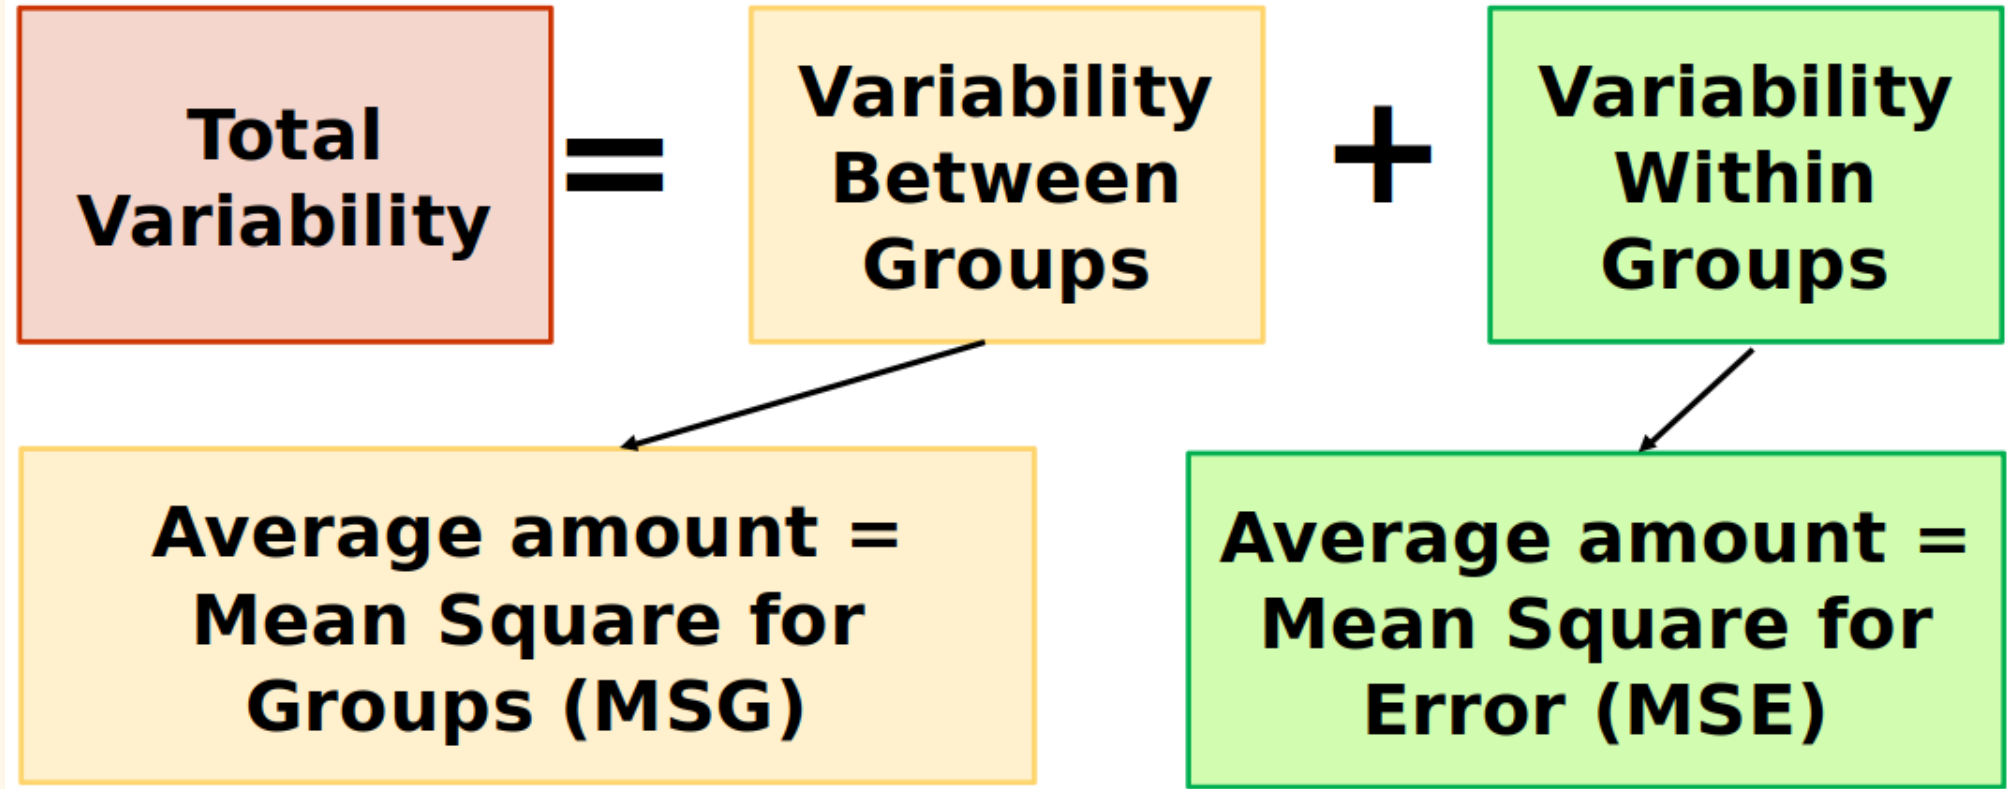 Total
Variability
=
Variability
Between
Groups
+
Variability
Within
Groups
Average amount =
Mean Square for
Groups (MSG)
Average amount =
Mean Square for
Error (MSE)